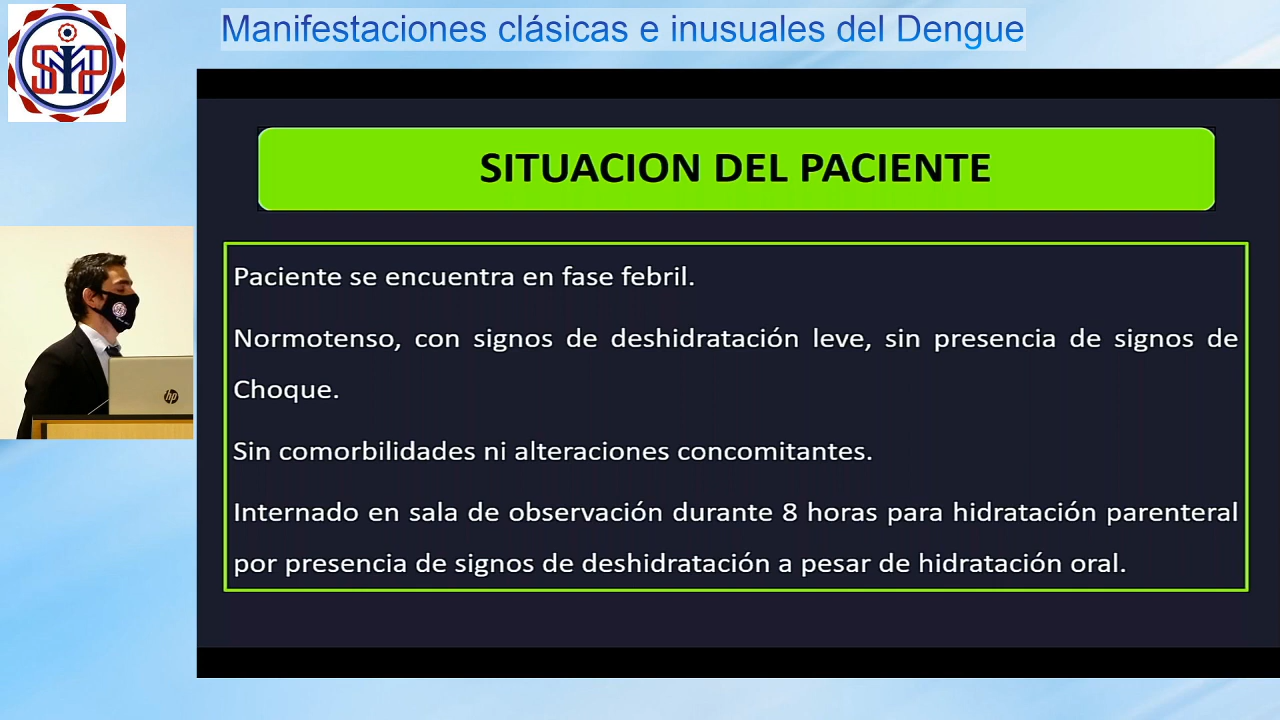 Manifestaciones clásicas e inusuales del Dengue
SMIP
SITUACION DEL PACIENTE
Paciente se encuentra en fase febril.
Normotenso, con signos de deshidratación leve, sin presencia de signos de
Choque.
Sin comorbilidades ni alteraciones concomitantes.
Internado en sala de observación durante 8 horas para hidratación parenteral
por presencia de signos de deshidratación a pesar de hidratación oral.
hp